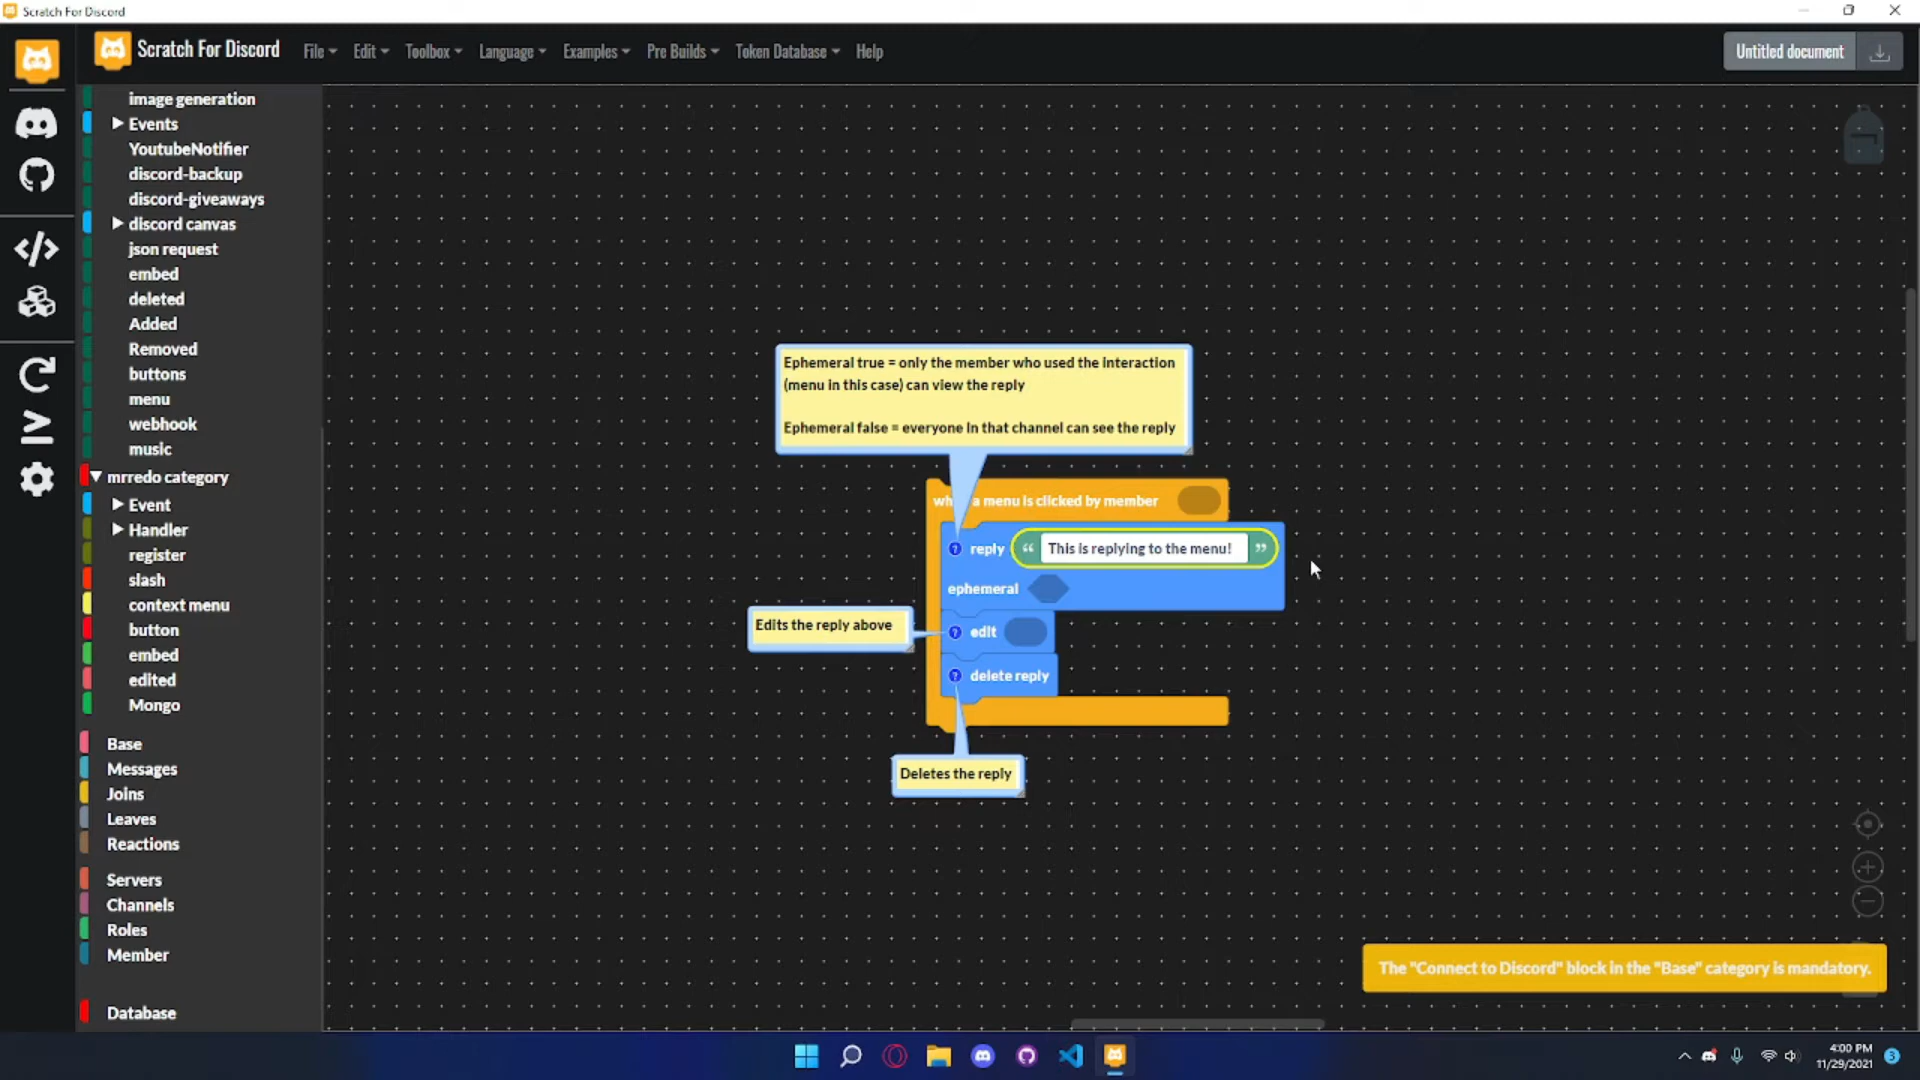 Scratch For Discord
Scratch For Discord
File
Edit
Toolbox
Language
Examples
Pre Builds
Token Database
Help
Untitled document
image generation
Events
YoutubeNotifier
discord-backup
discord-giveaways
discord canvas
json request
embed
deleted
Added
Removed
buttons
menu
webhook
music
mrredo category
Event
Handler
register
slash
context menu
button
embed
edited
Mongo
Base
Messages
Joins
Leaves
Reactions
Servers
Channels
Roles
Member
Database
Ephemeral true = only the member who used the interaction
(menu in this case) can view the reply
Ephemeral false = everyone in that channel can see the reply
a menu is clicked by member
? reply “ This is replying to the menu! ”
ephemeral
Edits the reply above
? edit
? delete reply
Deletes the reply
The "Connect to Discord" block in the "Base" category is mandatory.
4:00 PM
11/29/2021
3